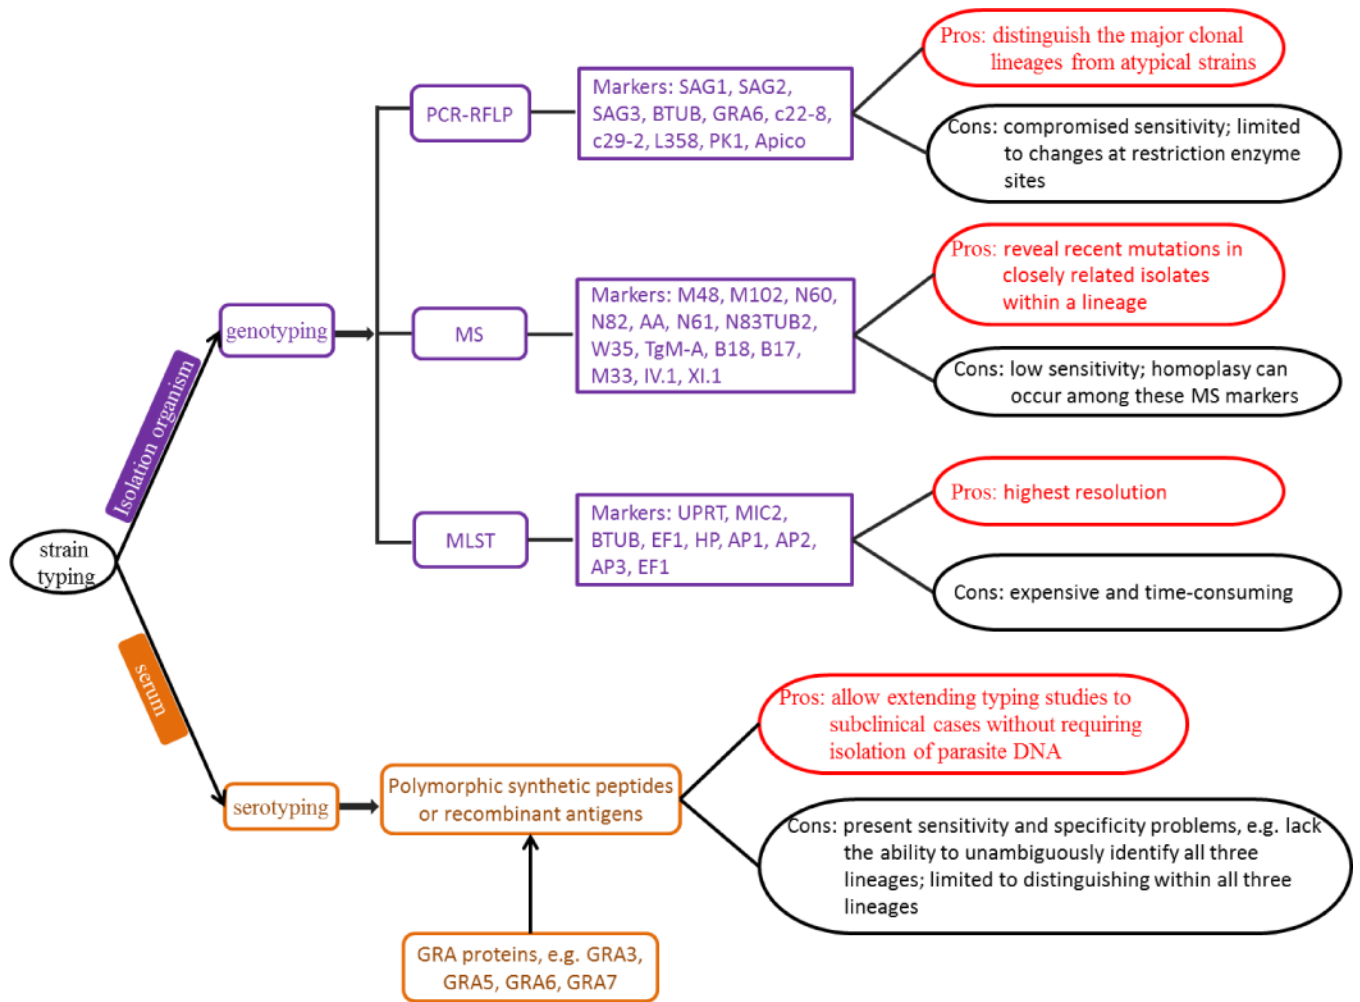 strain
typing
Isolation organism
genotyping
PCR-RFLP
Markers: SAG1, SAG2,
SAG3, BTUB, GRA6, c22-8,
c29-2, L358, PK1, Apico
Pros: distinguish the major clonal
lineages from atypical strains
Cons: compromised sensitivity; limited
to changes at restriction enzyme
sites
MS
Markers: M48, M102, N60,
N82, AA, N61, N83TUB2,
W35, TgM-A, B18, B17,
M33, IV.1, XI.1
Pros: reveal recent mutations in
closely related isolates
within a lineage
Cons: low sensitivity; homoplasy can
occur among these MS markers
MLST
Markers: UPRT, MIC2,
BTUB, EF1, HP, AP1, AP2,
AP3, EF1
Pros: highest resolution
Cons: expensive and time-consuming
serum
serotyping
Polymorphic synthetic peptides
or recombinant antigens
GRA proteins, e.g. GRA3,
GRA5, GRA6, GRA7
Pros: allow extending typing studies to
subclinical cases without requiring
isolation of parasite DNA
Cons: present sensitivity and specificity problems, e.g. lack
the ability to unambiguously identify all three
lineages; limited to distinguishing within all three
lineages